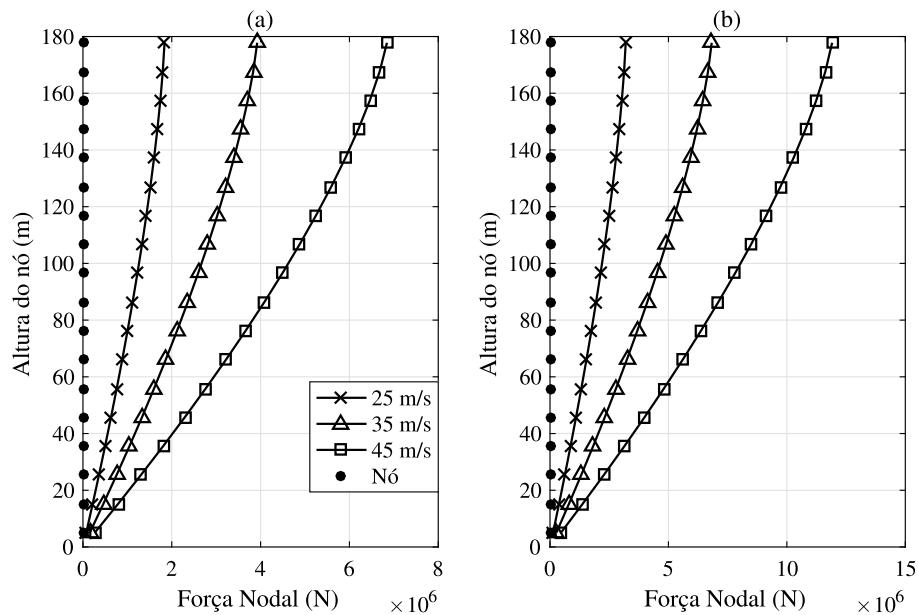 (a)
180
160
140
120
100
80
60
40
20
0
Altura do nó (m)
0 2 4 6 8
Força Nodal (N)
×10^6
25 m/s
35 m/s
45 m/s
Nó
(b)
180
160
140
120
100
80
60
40
20
0
Altura do nó (m)
0 5 10 15
Força Nodal (N)
×10^6